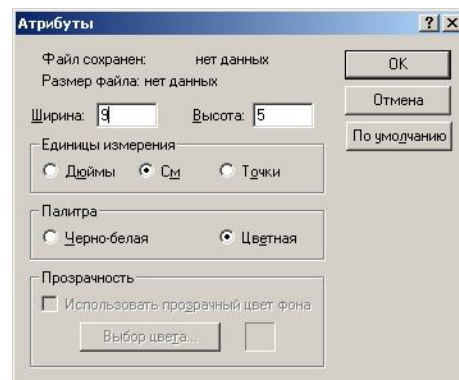 Атрибуты
Файл сохранен: нет данных
Размер файла: нет данных
Ширина: 9 Высота: 5
Единицы измерения
Дюймы См Точки
Палитра
Черно-белая Цветная
Прозрачность
Использовать прозрачный цвет фона
Выбор цвета...
OK
Отмена
По умолчанию